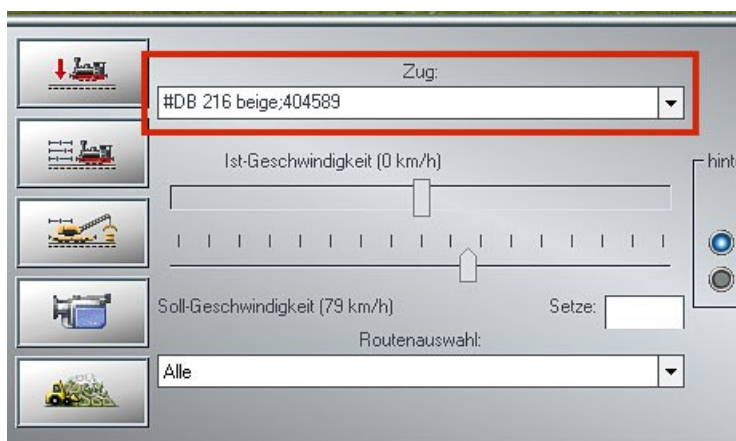 Zug:
#DB 216 beige;404589
Ist-Geschwindigkeit (0 km/h)
hint
Soll-Geschwindigkeit (79 km/h)
Setze:
Routenauswahl:
Alle